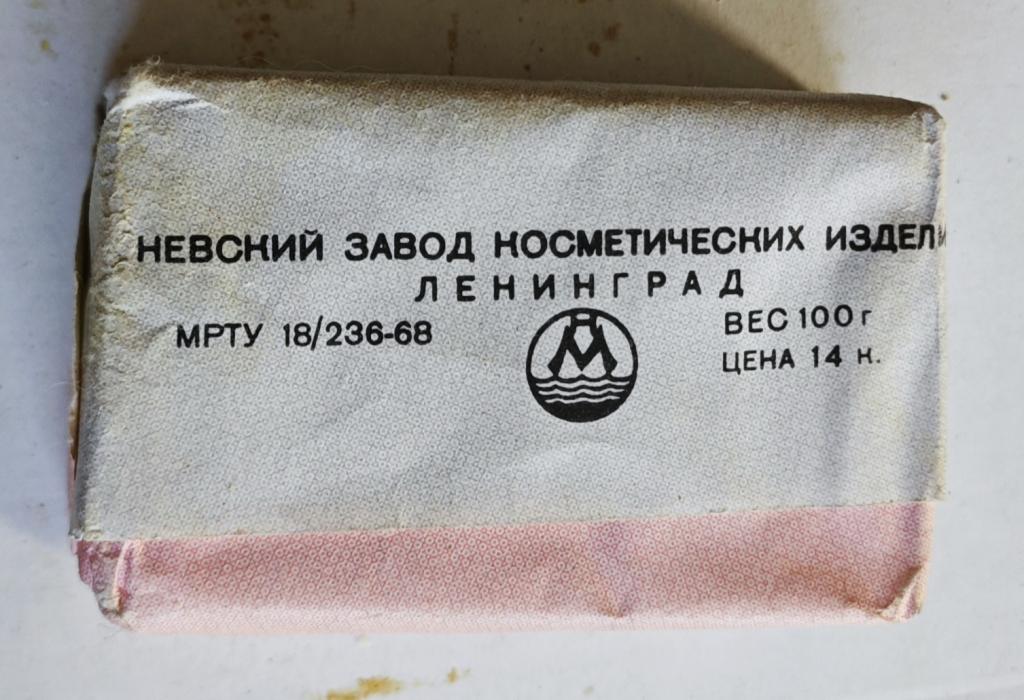 НЕВСКИЙ ЗАВОД КОСМЕТИЧЕСКИХ ИЗДЕЛИ
ЛЕНИНГРАД
МРТУ 18/236-68
ВЕС 100 г
ЦЕНА 14 к.